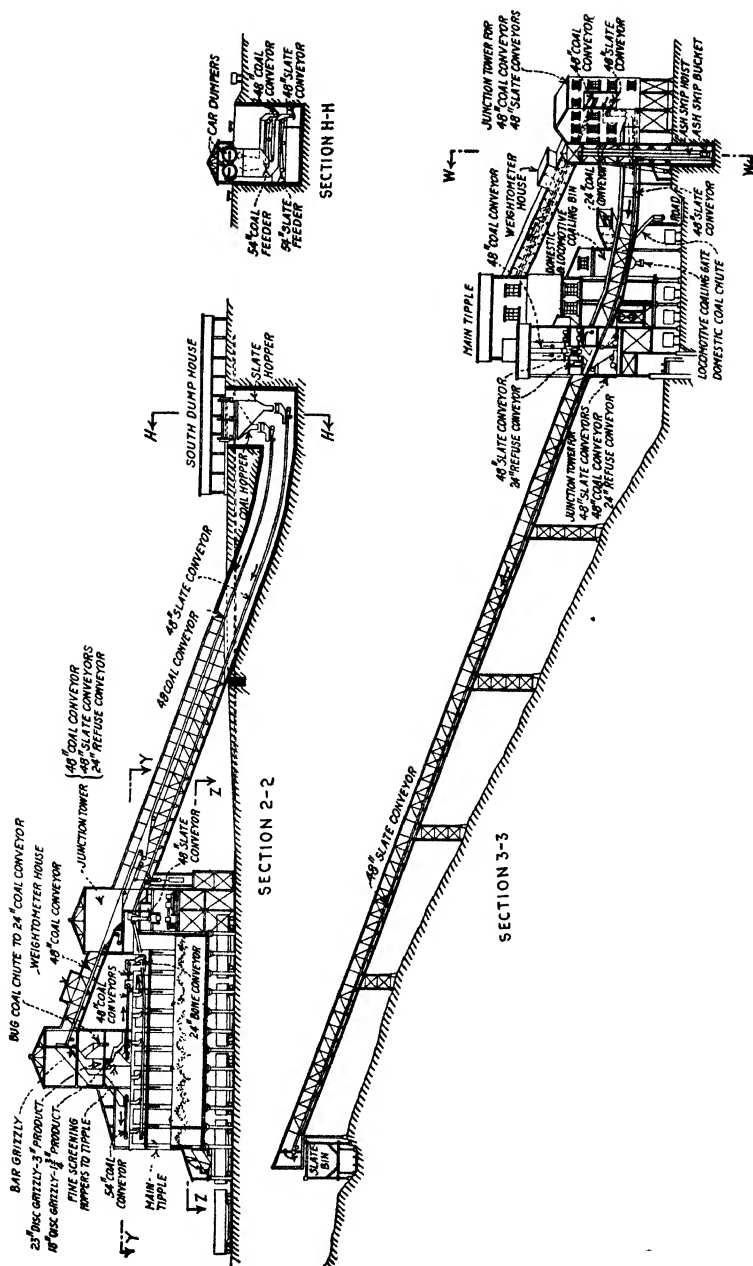 BUG COAL CHUTE TO 24" COAL CONVEYOR
WEIGHTOMETER HOUSE
48" COAL CONVEYOR
JUNCTION TOWER
48" COAL CONVEYOR
48" SLATE CONVEYORS
24" REFUSE CONVEYOR
BAR GRIZZLY
23" DISC GRIZZLY-3" PRODUCT
18" DISC GRIZZLY-1 3/4" PRODUCT
FINE SCREENING
HOPPERS TO TIPPLE
54" COAL
CONVEYOR
MAIN
TIPPLE
48" COAL
CONVEYORS
24" BONE CONVEYOR
48" SLATE
CONVEYOR
Y
Y
Z
Z
48" COAL CONVEYOR
48" SLATE CONVEYOR
SOUTH DUMP HOUSE
COAL HOPPER
SLATE
HOPPER
H
H
SECTION 2-2
CAR DUMPERS
48" COAL
CONVEYOR
48" SLATE
CONVEYOR
54" COAL
FEEDER
54" SLATE
FEEDER
SECTION H-H
SLATE
BIN
48" SLATE CONVEYOR
SECTION 3-3
48" SLATE CONVEYOR
24" REFUSE CONVEYOR
JUNCTION TOWER FOR
48" SLATE CONVEYORS
48" COAL CONVEYOR
24" REFUSE CONVEYOR
MAIN TIPPLE
48" COAL CONVEYOR
WEIGHTOMETER
HOUSE
DOMESTIC
& LOCOMOTIVE
COALING BIN
24" COAL
CONVEYOR
JUNCTION TOWER FOR
48" COAL CONVEYOR
48" SLATE CONVEYORS
48" COAL
CONVEYOR
48" SLATE
CONVEYOR
W
W
ASH SKIP HOIST
ASH SKIP BUCKET
ROAD
48" SLATE
CONVEYOR
LOCOMOTIVE COALING GATE
DOMESTIC COAL CHUTE